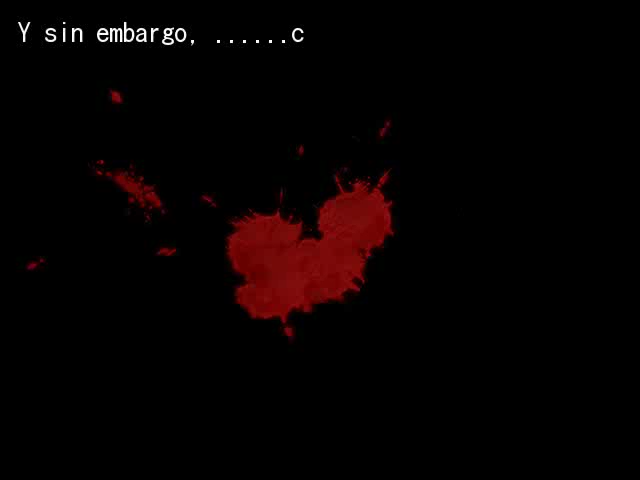 Y sin embargo, ......c